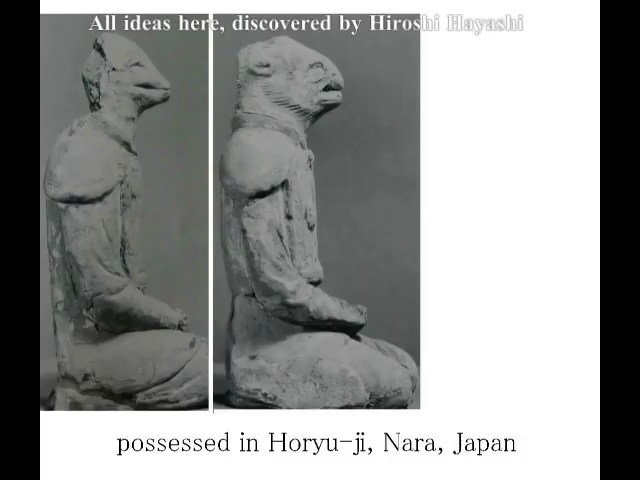 All ideas here, discovered by Hiroshi Hayashi
possessed in Horyu-ji, Nara, Japan